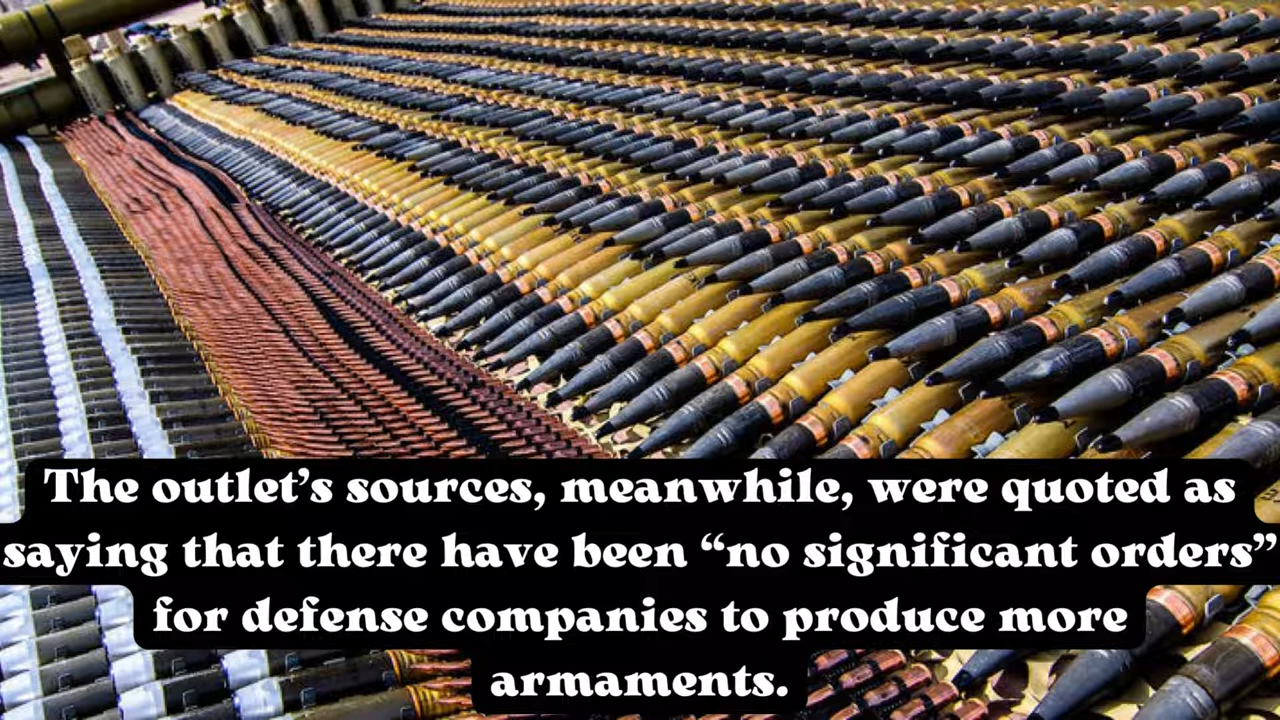 The outlet’s sources, meanwhile, were quoted as
saying that there have been “no significant orders”
for defense companies to produce more
armaments.